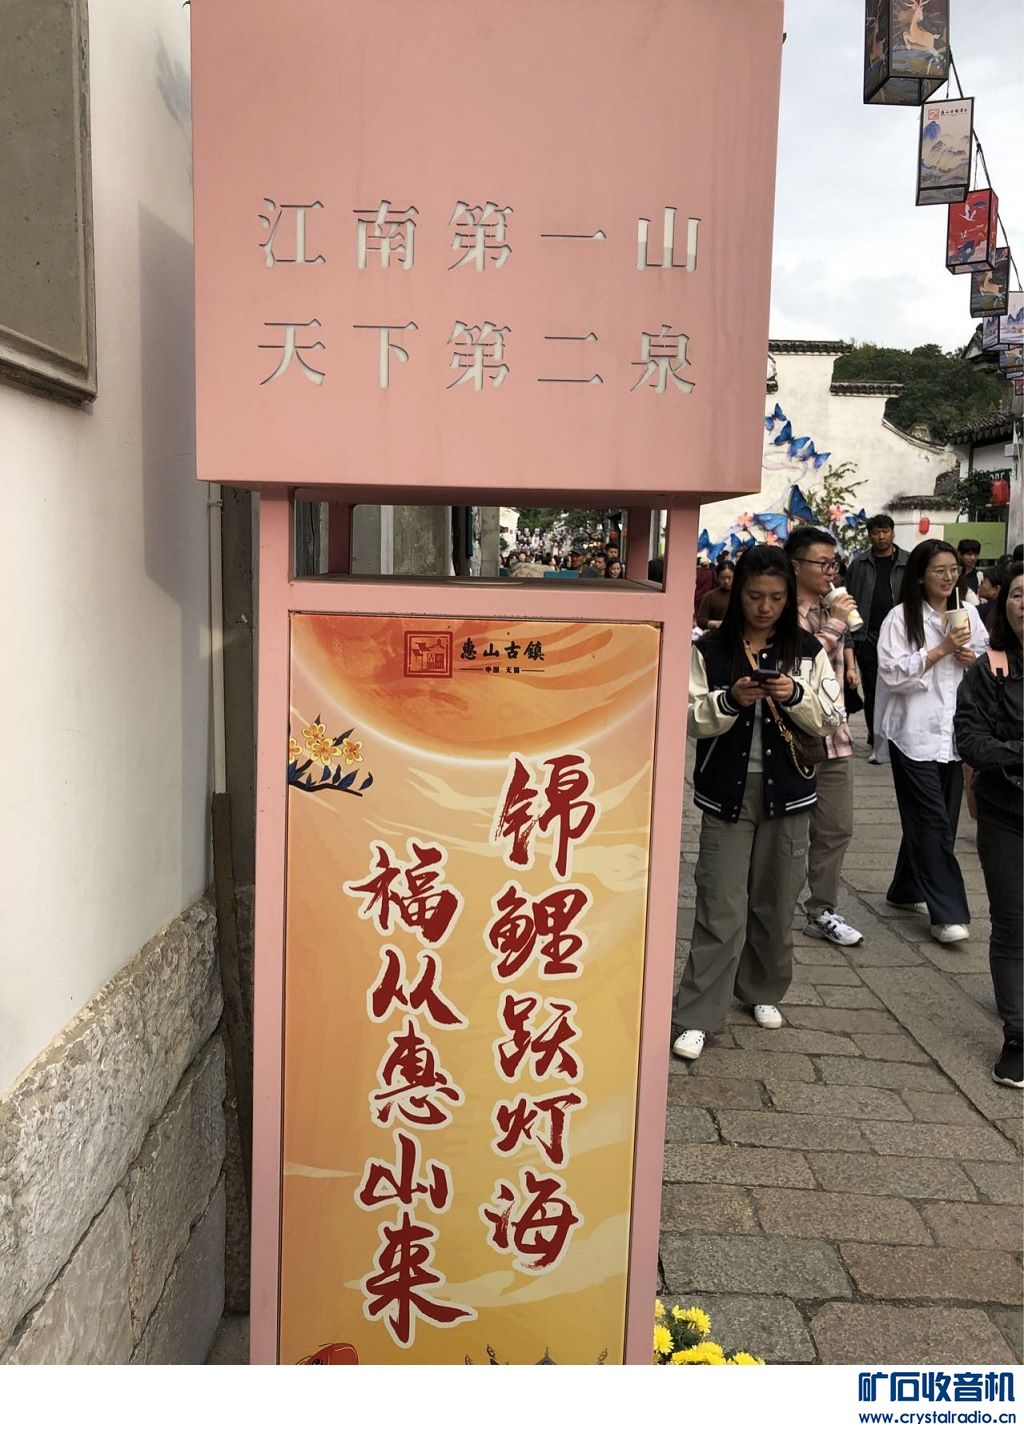 江南第一山
天下第二泉
惠山古镇
中国 无锡
锦鲤跃灯海
福从惠山来
矿石收音机
www.crystalradio.cn